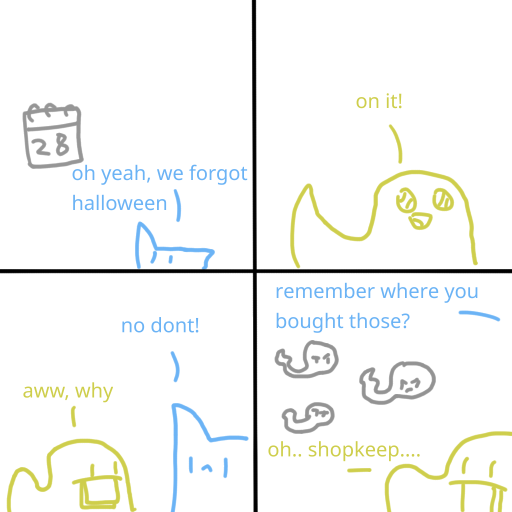 28
oh yeah, we forgot
halloween
on it!
no dont!
aww, why
remember where you
bought those?
oh.. shopkeep....